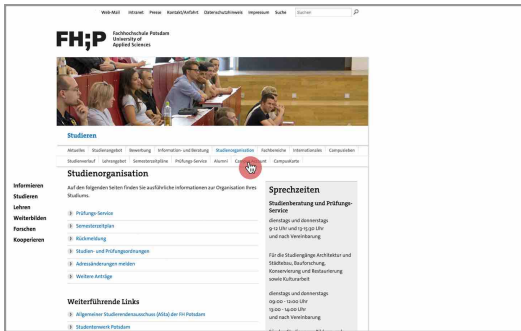 Web-Mail Intranet Presse Kontakt/Anfahrt Datenschutzhinweis Impressum Suche Suchen
FH;P
Fachhochschule Potsdam
University of
Applied Sciences
Studieren
Aktuelles Studienangebot Bewerbung Information und Beratung Studienorganisation Fachbereiche Internationales Campusleben
Studienverlauf Lehrangebot Semesterzeitpläne Prüfungs-Service Alumni CampusKarte
Informieren
Studieren
Lehren
Weiterbilden
Forschen
Kooperieren
Studienorganisation
Auf den folgenden Seiten finden Sie ausführliche Informationen zur Organisation Ihres
Studiums.
Prüfungs-Service
Semesterzeitplan
Rückmeldung
Studien- und Prüfungsordnungen
Adressänderungen melden
Weitere Anträge
Weiterführende Links
Allgemeiner Studierendenausschuss (AStA) der FH Potsdam
Studentenwerk Potsdam
Sprechzeiten
Studienberatung und Prüfungs-
Service
dienstags und donnerstags
9-12 Uhr und 13-15:30 Uhr
und nach Vereinbarung
Für die Studiengänge Architektur und
Städtebau, Bauforschung,
Konservierung und Restaurierung
sowie Kulturarbeit
dienstags und donnerstags
09:00 - 12:00 Uhr
13:00 - 14:00 Uhr
und nach Vereinbarung